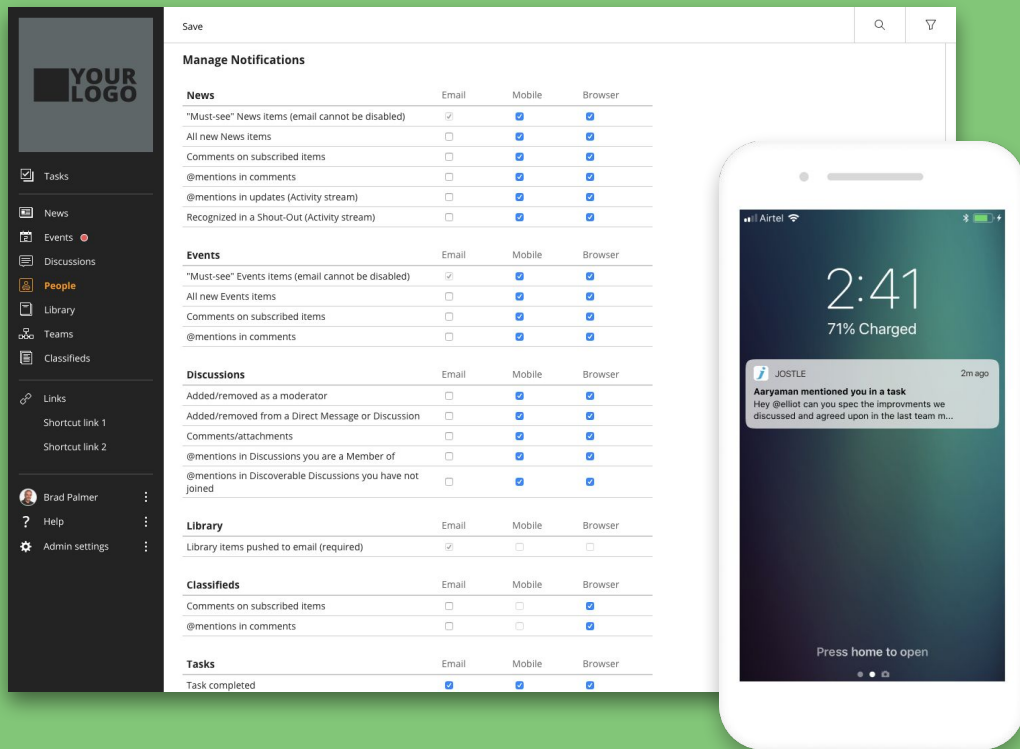 YOUR
LOGO
Tasks
News
Events
Discussions
People
Library
Teams
Classifieds
Links
Shortcut link 1
Shortcut link 2
Brad Palmer
? Help
Admin settings
Save
Manage Notifications
News Email Mobile Browser
"Must-see" News items (email cannot be disabled)
All new News items
Comments on subscribed items
@mentions in comments
@mentions in updates (Activity stream)
Recognized in a Shout-Out (Activity stream)
Events Email Mobile Browser
"Must-see" Events items (email cannot be disabled)
All new Events items
Comments on subscribed items
@mentions in comments
Discussions Email Mobile Browser
Added/removed as a moderator
Added/removed from a Direct Message or Discussion
Comments/attachments
@mentions in Discussions you are a Member of
@mentions in Discoverable Discussions you have not
joined
Library Email Mobile Browser
Library items pushed to email (required)
Classifieds Email Mobile Browser
Comments on subscribed items
@mentions in comments
Tasks Email Mobile Browser
Task completed
Airtel
2:41
71% Charged
j JOSTLE 2m ago
Aaryaman mentioned you in a task
Hey @elliot can you spec the improvments we
discussed and agreed upon in the last team m...
Press home to open